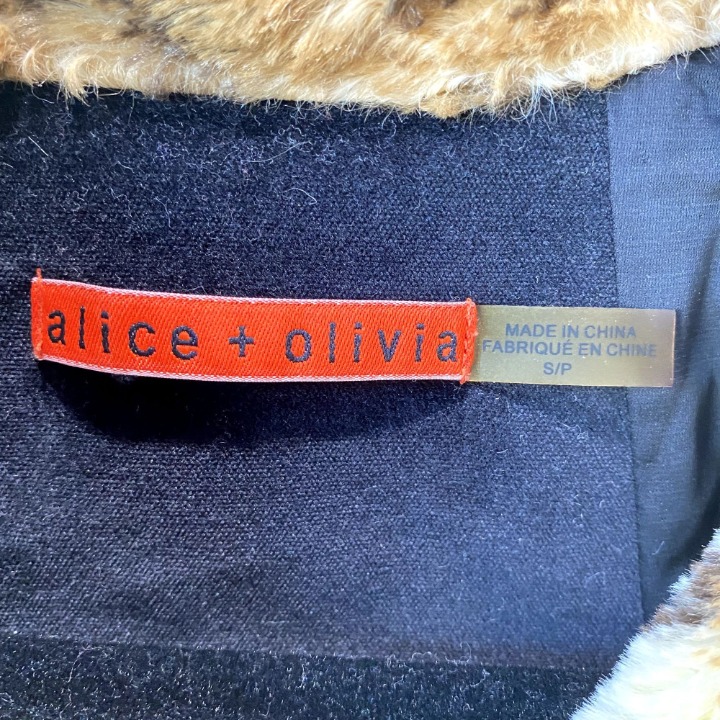 alice + olivia
MADE IN CHINA
FABRIQUÉ EN CHINE
S/P